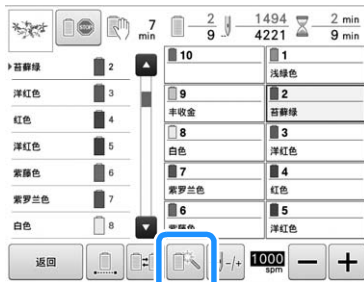 7 min
2 9
1494 4221
2 min 9 min
苔藓绿 2
洋红色 3
红色 4
洋红色 5
紫藤色 6
紫罗兰色 7
白色 8
10
1 浅绿色
9 丰收金
2 苔藓绿
8 白色
3 洋红色
7 紫罗兰色
4 红色
6 紫藤色
5 洋红色
返回
-/+
1000 spm
− +